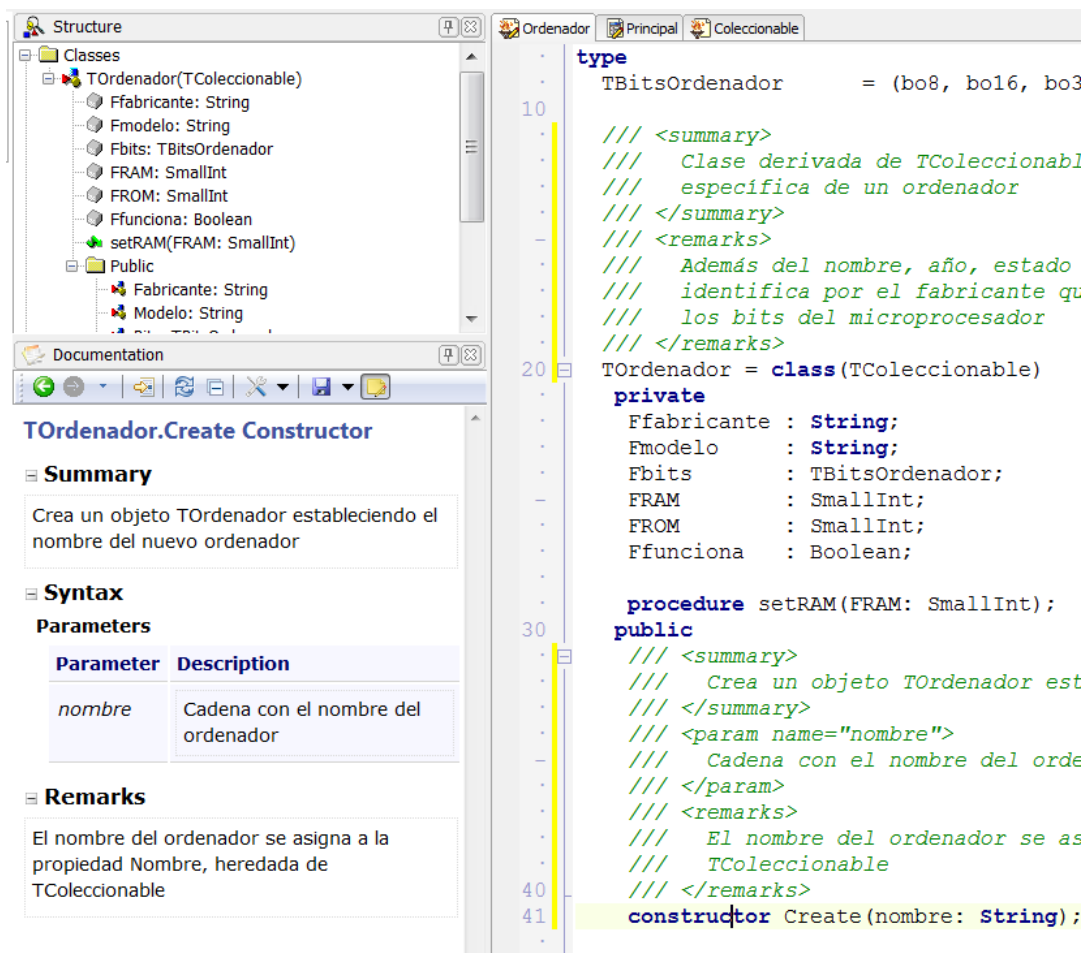 Structure
Classes
TOrdenador(TColeccionable)
Ffabricante: String
Fmodelo: String
Fbits: TBitsOrdenador
FRAM: SmallInt
FROM: SmallInt
Ffunciona: Boolean
setRAM(FRAM: SmallInt)
Public
Fabricante: String
Modelo: String
Documentation
TOrdenador.Create Constructor
Summary
Crea un objeto TOrdenador estableciendo el
nombre del nuevo ordenador
Syntax
Parameters
Parameter Description
nombre Cadena con el nombre del
ordenador
Remarks
El nombre del ordenador se asigna a la
propiedad Nombre, heredada de
TColeccionable
Ordenador Principal Coleccionable
type
TBitsOrdenador = (bo8, bo16, bo3
10
/// <summary>
/// Clase derivada de TColeccionabl
/// específica de un ordenador
/// </summary>
/// <remarks>
/// Además del nombre, año, estado
/// identifica por el fabricante qu
/// los bits del microprocesador
/// </remarks>
20 TOrdenador = class(TColeccionable)
private
Ffabricante : String;
Fmodelo : String;
Fbits : TBitsOrdenador;
FRAM : SmallInt;
FROM : SmallInt;
Ffunciona : Boolean;
procedure setRAM(FRAM: SmallInt);
30 public
/// <summary>
/// Crea un objeto TOrdenador est
/// </summary>
/// <param name="nombre">
/// Cadena con el nombre del orde
/// </param>
/// <remarks>
/// El nombre del ordenador se as
/// TColeccionable
40 /// </remarks>
41 constructor Create(nombre: String);